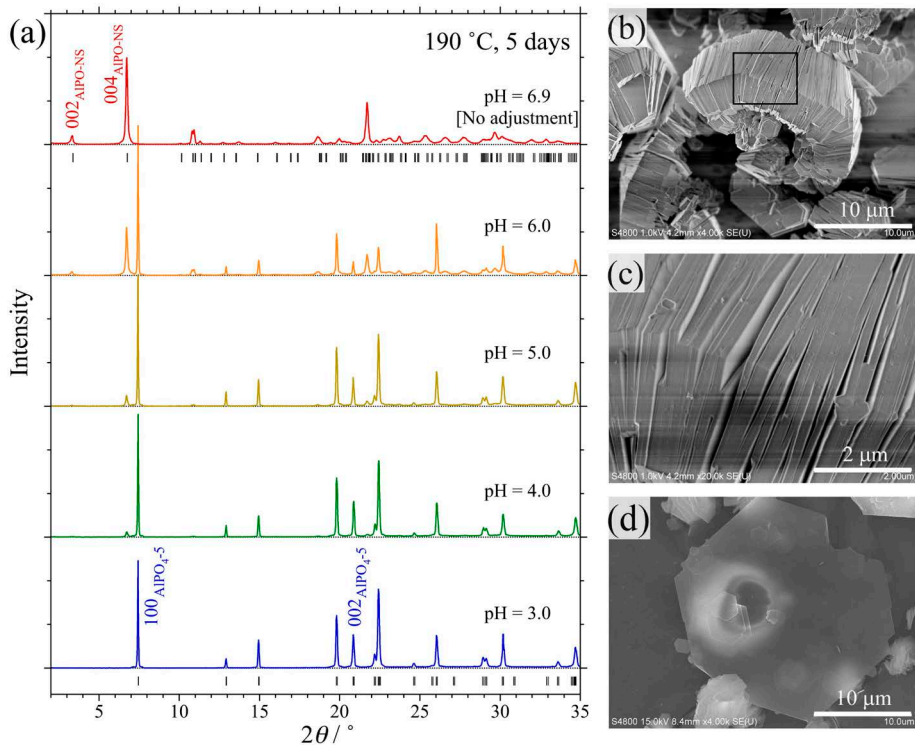 (a)
190 ˚C, 5 days
002AlPO-NS
004AlPO-NS
pH = 6.9
[No adjustment]
pH = 6.0
pH = 5.0
pH = 4.0
pH = 3.0
100AlPO4-5
002AlPO4-5
Intensity
2 5 10 15 20 25 30 35
2θ / °
(b)
10 μm
S4800 1.0kV 4.2mm x4.00k SE(U) 10.0um
(c)
2 μm
S4800 1.0kV 4.2mm x20.0k SE(U) 2.00um
(d)
10 μm
S4800 15.0kV 8.4mm x4.00k SE(U) 10.0um